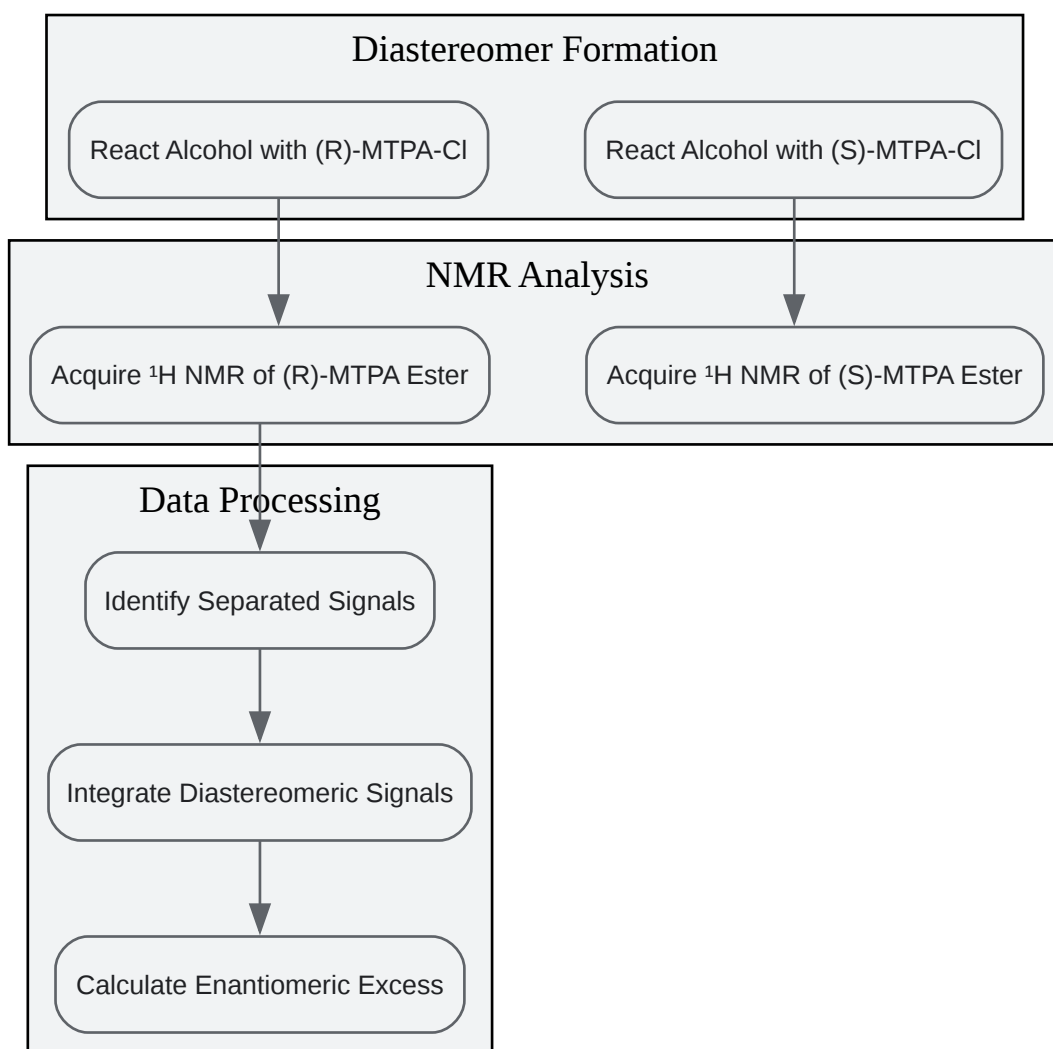 Diastereomer Formation
React Alcohol with (R)-MTPA-Cl
React Alcohol with (S)-MTPA-Cl
NMR Analysis
Acquire ¹H NMR of (R)-MTPA Ester
Acquire ¹H NMR of (S)-MTPA Ester
Data Processing
Identify Separated Signals
Integrate Diastereomeric Signals
Calculate Enantiomeric Excess